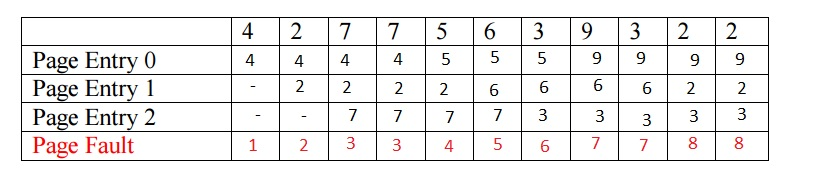 4 2 7 7 5 6 3 9 3 2 2
Page Entry 0 4 4 4 4 5 5 5 9 9 9 9
Page Entry 1 - 2 2 2 2 6 6 6 6 2 2
Page Entry 2 - - 7 7 7 7 3 3 3 3 3
Page Fault 1 2 3 3 4 5 6 7 7 8 8